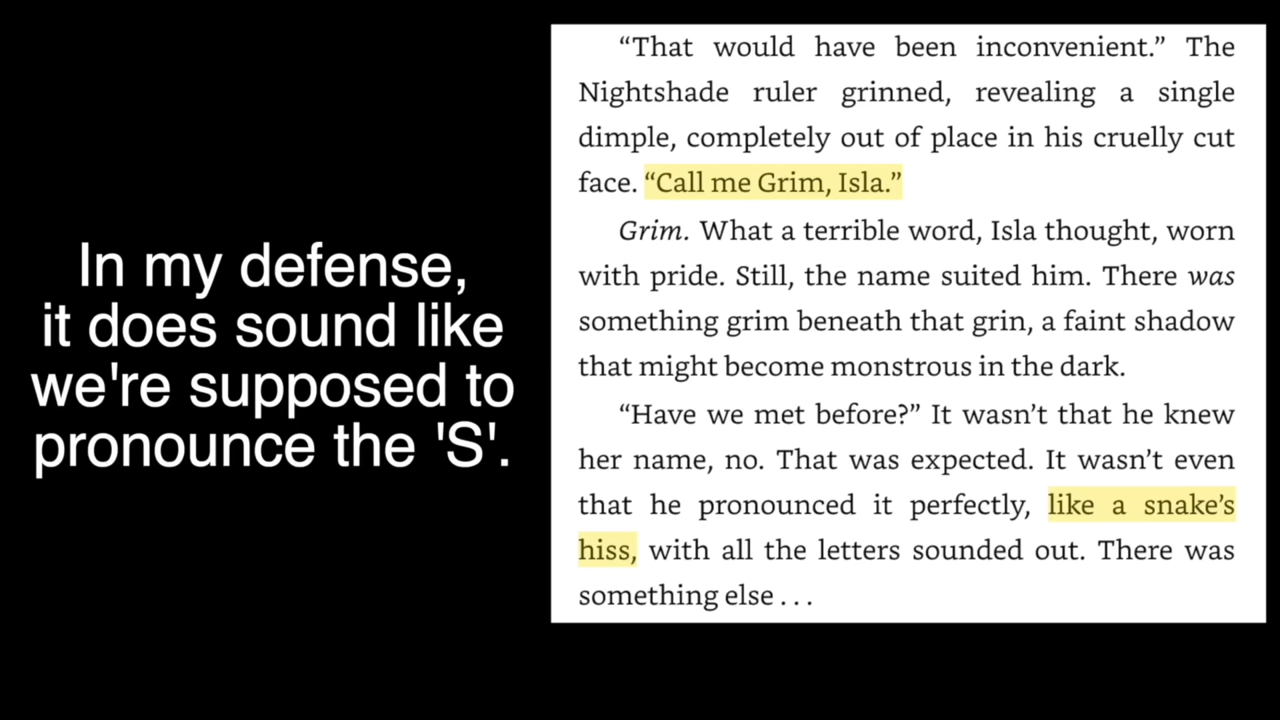 In my defense,
it does sound like
we're supposed to
pronounce the 'S'.
“That would have been inconvenient.” The
Nightshade ruler grinned, revealing a single
dimple, completely out of place in his cruelly cut
face. “Call me Grim, Isla.”
Grim. What a terrible word, Isla thought, worn
with pride. Still, the name suited him. There was
something grim beneath that grin, a faint shadow
that might become monstrous in the dark.
“Have we met before?” It wasn’t that he knew
her name, no. That was expected. It wasn’t even
that he pronounced it perfectly, like a snake’s
hiss, with all the letters sounded out. There was
something else . . .